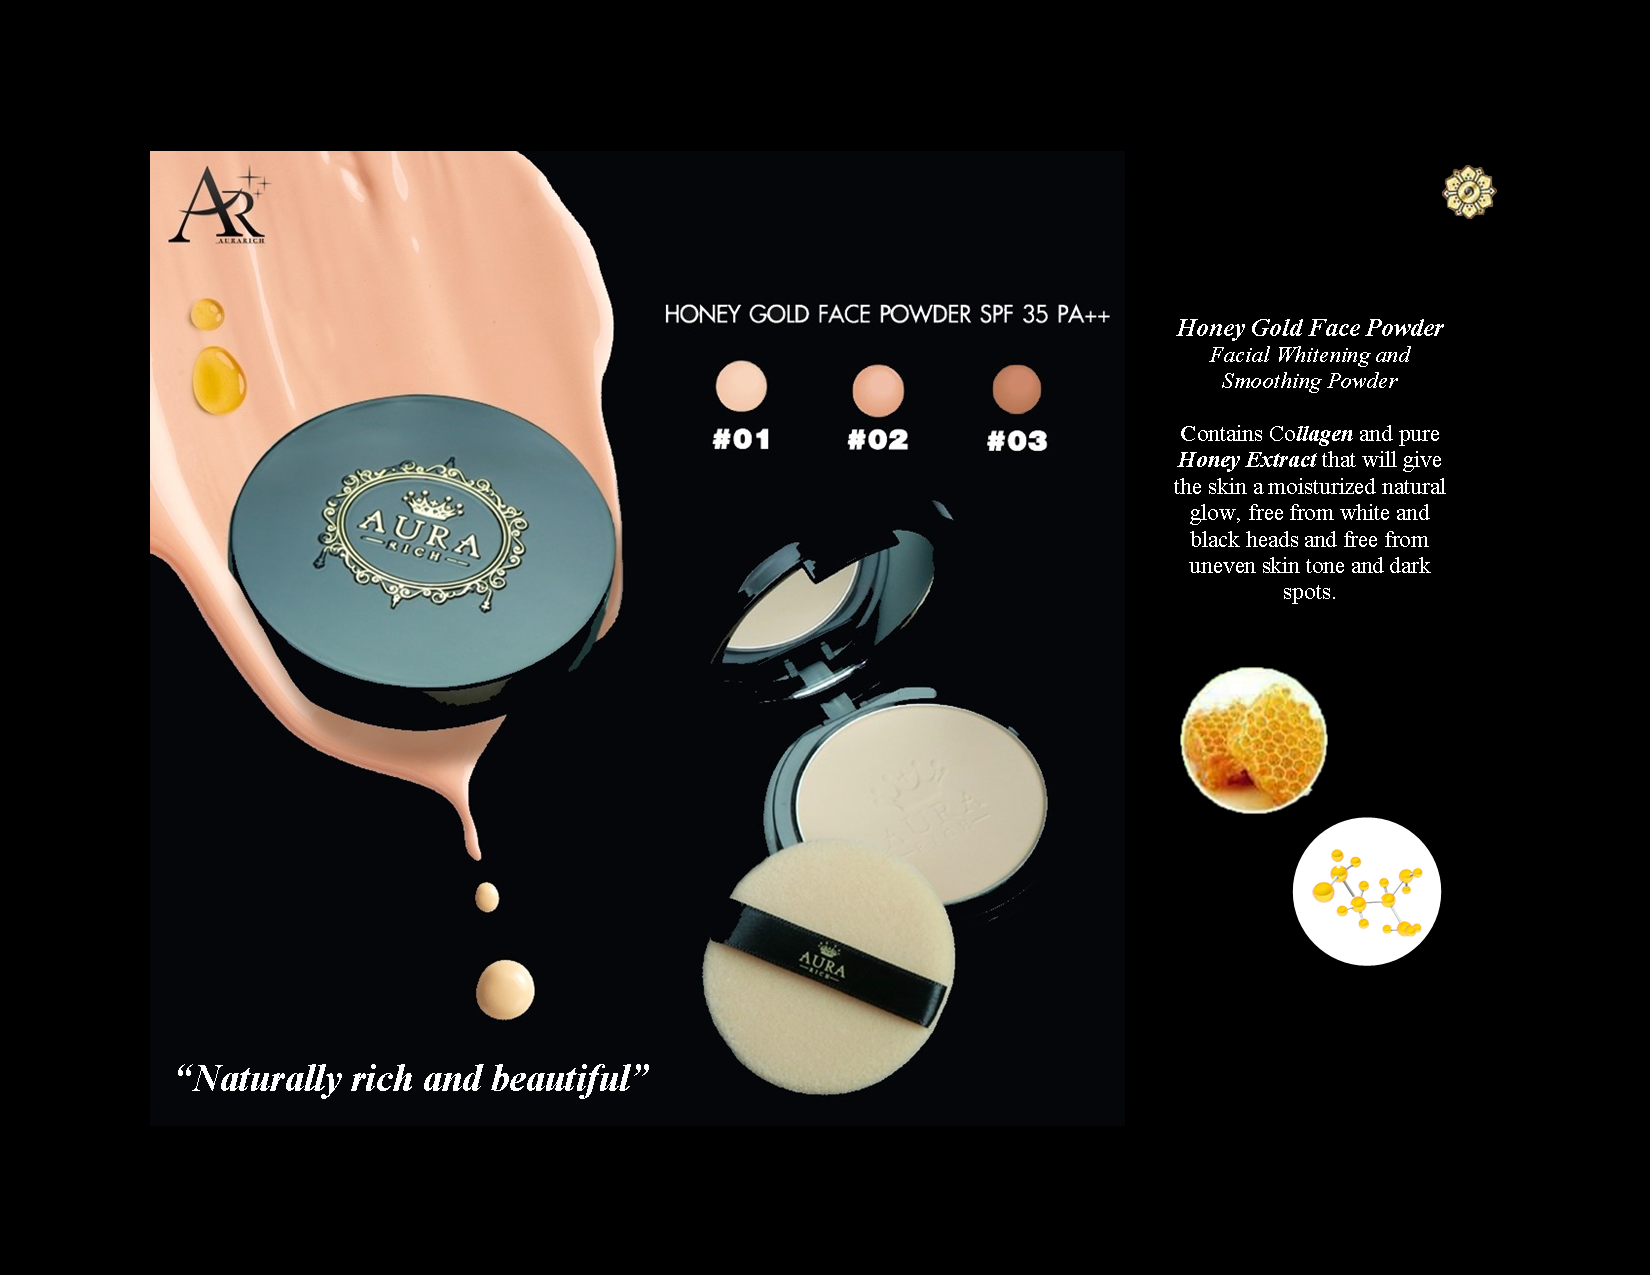 AR
AURARICH
HONEY GOLD FACE POWDER SPF 35 PA++
#01 #02 #03
AURA
RICH
AURA
AURA
RICH
“Naturally rich and beautiful”
Honey Gold Face Powder
Facial Whitening and
Smoothing Powder
Contains Collagen and pure
Honey Extract that will give
the skin a moisturized natural
glow, free from white and
black heads and free from
uneven skin tone and dark
spots.